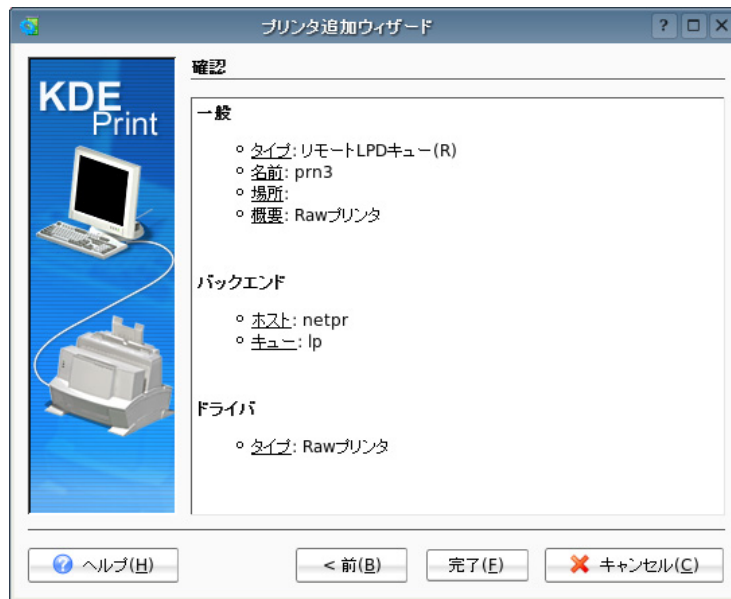 プリンタ追加ウィザード
KDE
Print
確認
一般
タイプ: リモートLPDキュー(R)
名前: prn3
場所:
概要: Rawプリンタ
バックエンド
ホスト: netpr
キュー: lp
ドライバ
タイプ: Rawプリンタ
ヘルプ(H)
< 前(B)
完了(F)
キャンセル(C)